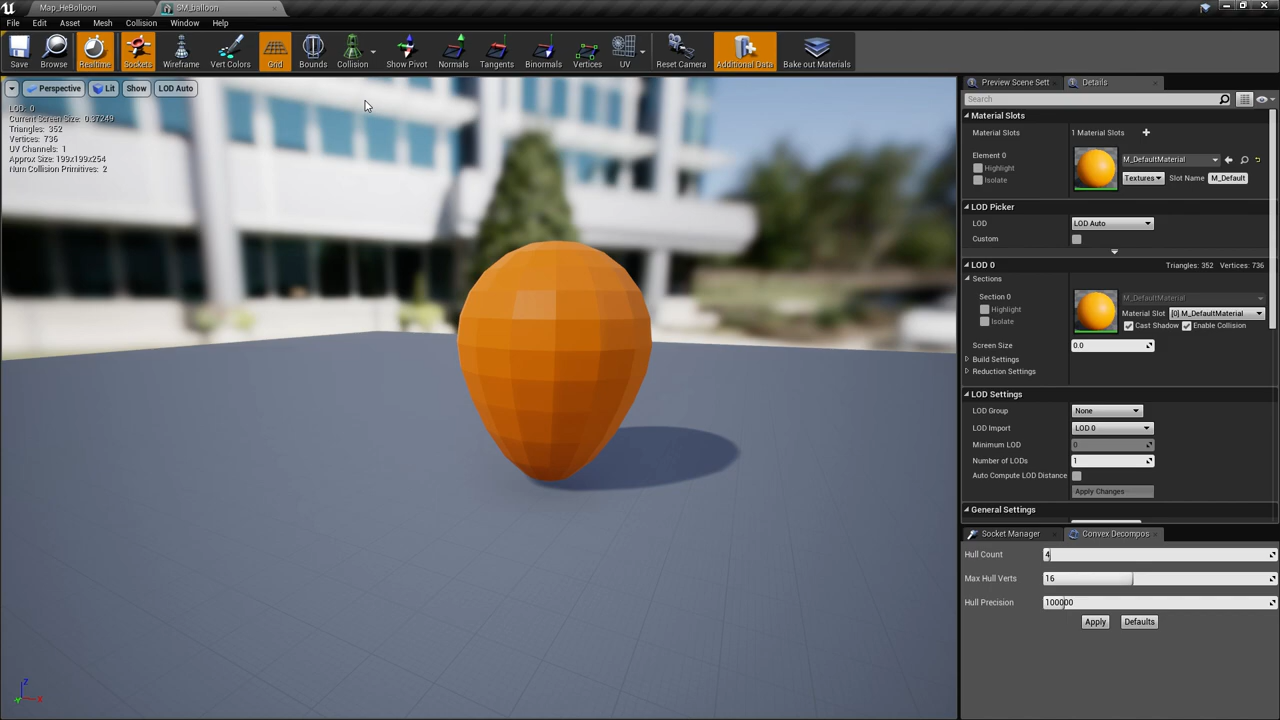 Map_HeBolloon
SM_balloon
File Edit Asset Mesh Collision Window Help
Save Browse Realtime Sockets Wireframe Vert Colors Grid Bounds Collision Show Pivot Normals Tangents Binormals Vertices UV Reset Camera Additional Data Bake out Materials
Perspective Lit Show LOD Auto
LOD: 0
Current Screen Size: 0.37249
Triangles: 352
Vertices: 736
UV Channels: 1
Approx Size: 199x199x254
Num Collision Primitives: 2
Z
X
Preview Scene Sett Details
Search
Material Slots
Material Slots 1 Material Slots
Element 0
Highlight
Isolate
M_DefaultMaterial
Textures Slot Name M_Default
LOD Picker
LOD LOD Auto
Custom
LOD 0 Triangles: 352 Vertices: 736
Sections
Section 0
Highlight
Isolate
M_DefaultMaterial
Material Slot [0] M_DefaultMaterial
Cast Shadow Enable Collision
Screen Size 0.0
Build Settings
Reduction Settings
LOD Settings
LOD Group None
LOD Import LOD 0
Minimum LOD 0
Number of LODs 1
Auto Compute LOD Distance
Apply Changes
General Settings
Socket Manager Convex Decompos
Hull Count 4
Max Hull Verts 16
Hull Precision 100000
Apply Defaults